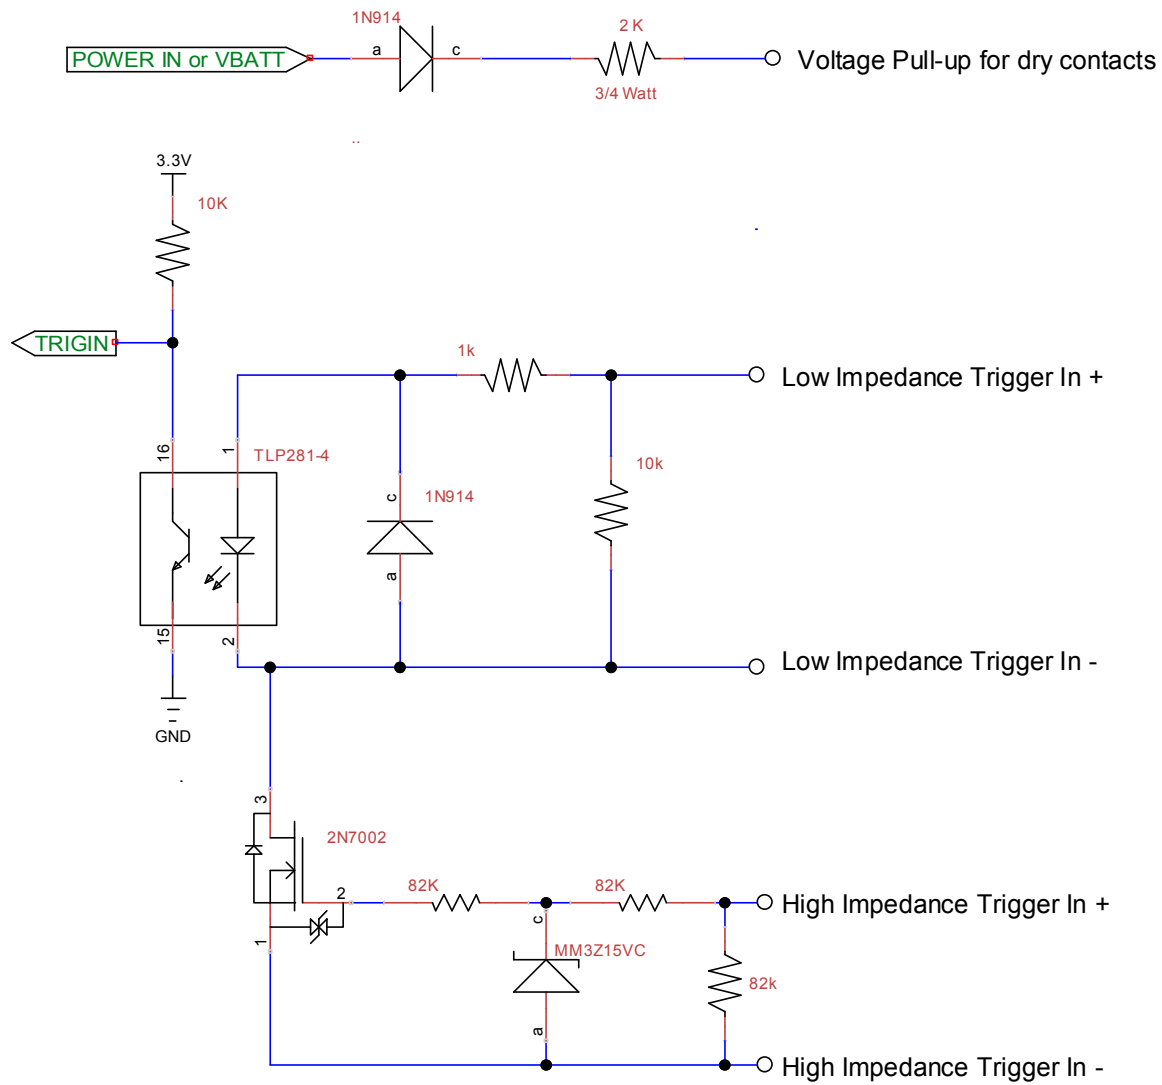 1N914
2 K
POWER IN or VBATT
a
c
Voltage Pull-up for dry contacts
3/4 Watt
3.3V
10K
TRIGIN
1k
Low Impedance Trigger In +
16
1
TLP281-4
10k
c
1N914
a
15
2
Low Impedance Trigger In -
GND
3
2N7002
82K
82K
2
High Impedance Trigger In +
c
1
MM3Z15VC
82k
a
High Impedance Trigger In -